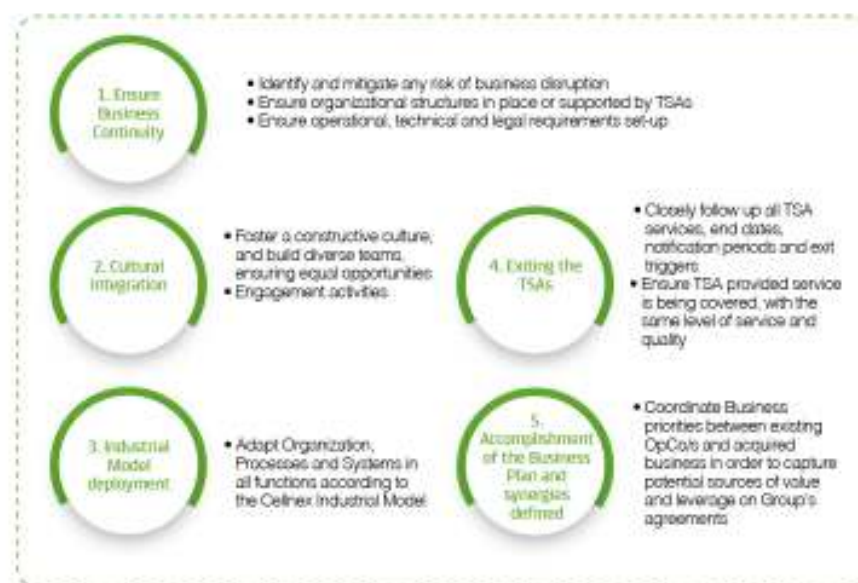 1. Ensure
Business
Continuity
• Identify and mitigate any risk of business disruption
• Ensure organizational structures in place or supported by TSAs
• Ensure operational, technical and legal requirements set-up
2. Cultural
Integration
• Foster a constructive culture,
and build diverse teams,
ensuring equal opportunities
• Engagement activities
3. Industrial
Model
deployment
• Adapt Organization,
Processes and Systems in
all functions according to
the Cellnex Industrial Model
4. Exiting the
TSAs
• Closely follow up all TSA
services, end dates,
notification periods and exit
triggers
• Ensure TSA provided service
is being covered, with the
same level of service and
quality
5.
Accomplishment
of the Business
Plan and
synergies
defined
• Coordinate Business
priorities between existing
OpCo/s and acquired
business in order to capture
potential sources of value
and leverage on Group's
agreements